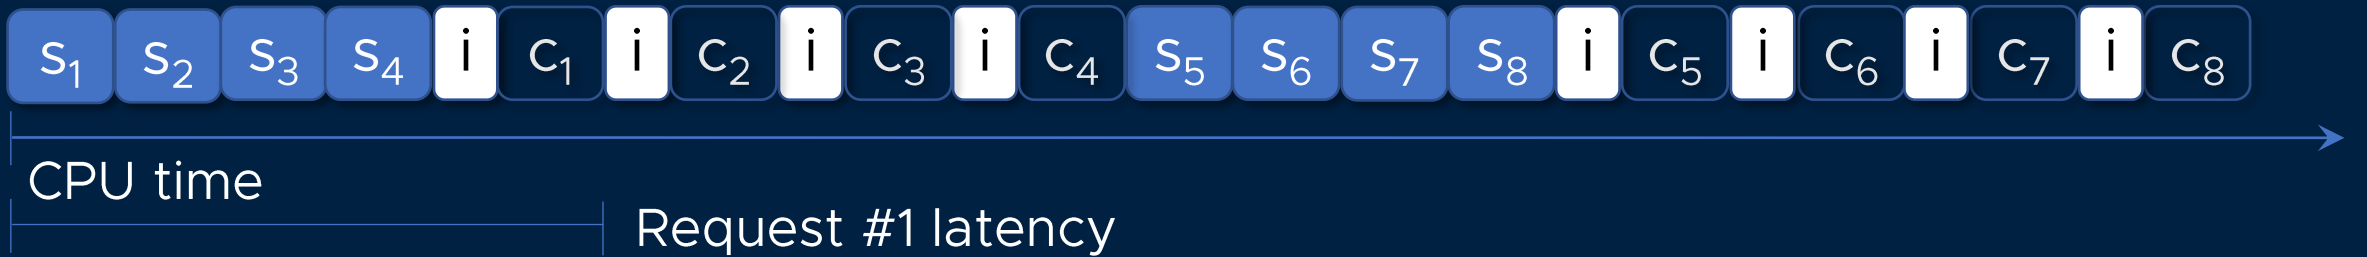 S₁ S₂ S₃ S₄ i C₁ i C₂ i C₃ i C₄ S₅ S₆ S₇ S₈ i C₅ i C₆ i C₇ i C₈
CPU time
Request #1 latency